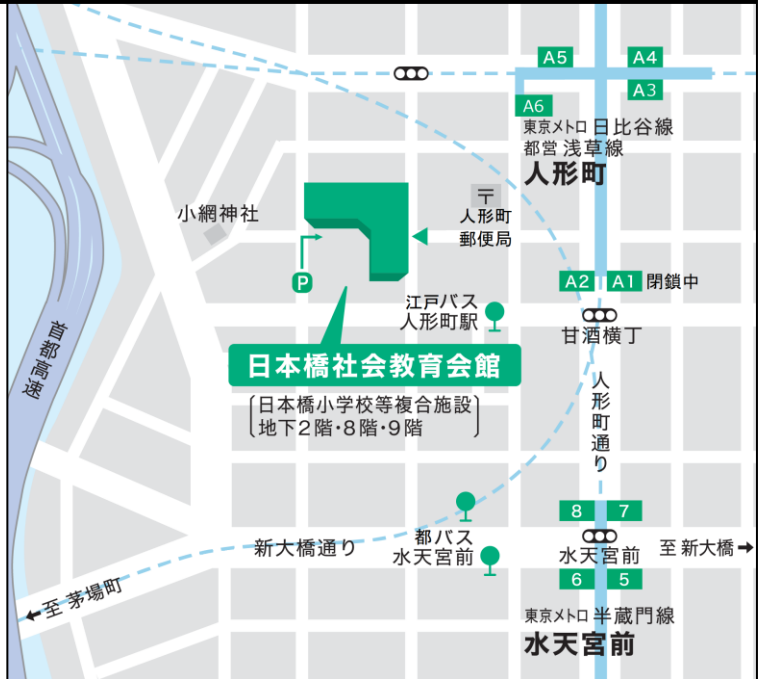 A5
A4
A3
A6
東京メトロ 日比谷線
都営 浅草線
人形町
〒
人形町
郵便局
小網神社
P
A2
A1 閉鎖中
江戸バス
人形町駅
甘酒横丁
首都高速
日本橋社会教育会館
日本橋小学校等複合施設
地下2階・8階・9階
人形町通り
8
7
都バス
水天宮前
新大橋通り
水天宮前
至 新大橋→
6
5
←至 茅場町
東京メトロ 半蔵門線
水天宮前